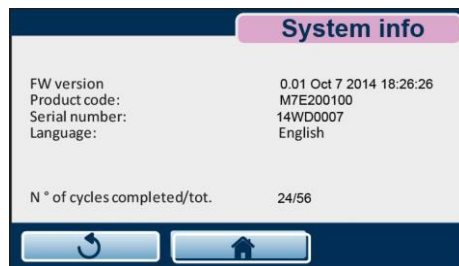 System info
FW version 0.01 Oct 7 2014 18:26:26
Product code: M7E200100
Serial number: 14WD0007
Language: English
N ° of cycles completed/tot. 24/56